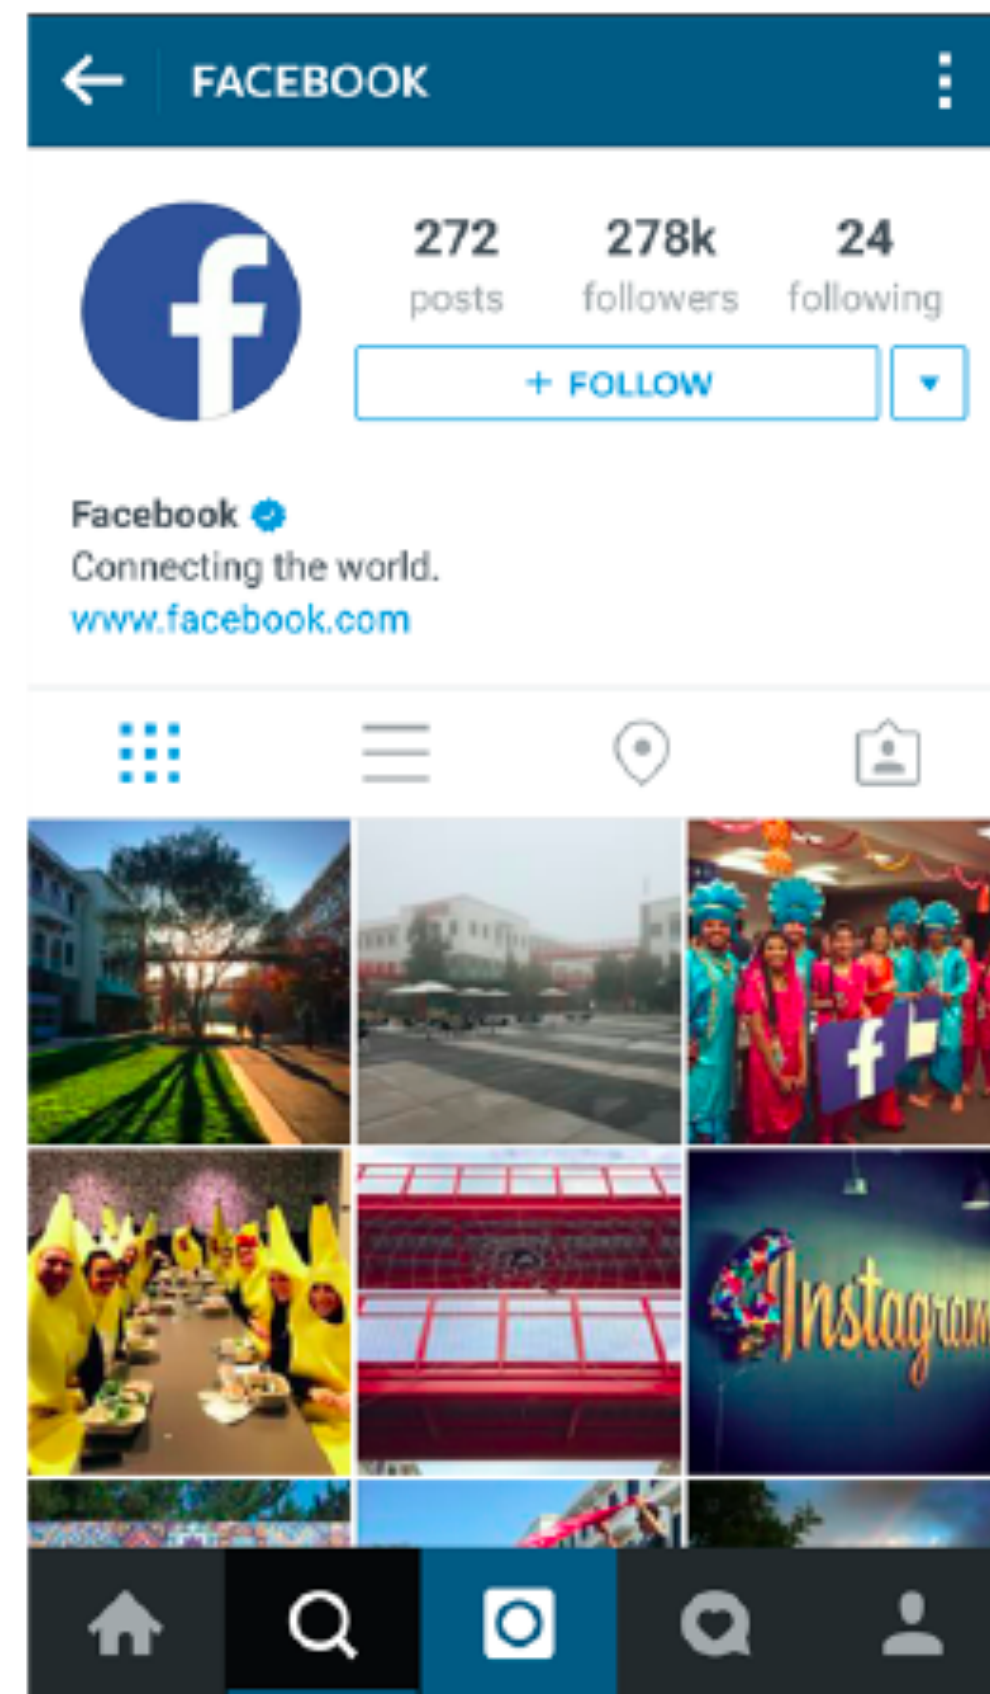 FACEBOOK
272 278k 24
posts followers following
+ FOLLOW
Facebook
Connecting the world.
www.facebook.com
f
Instagram